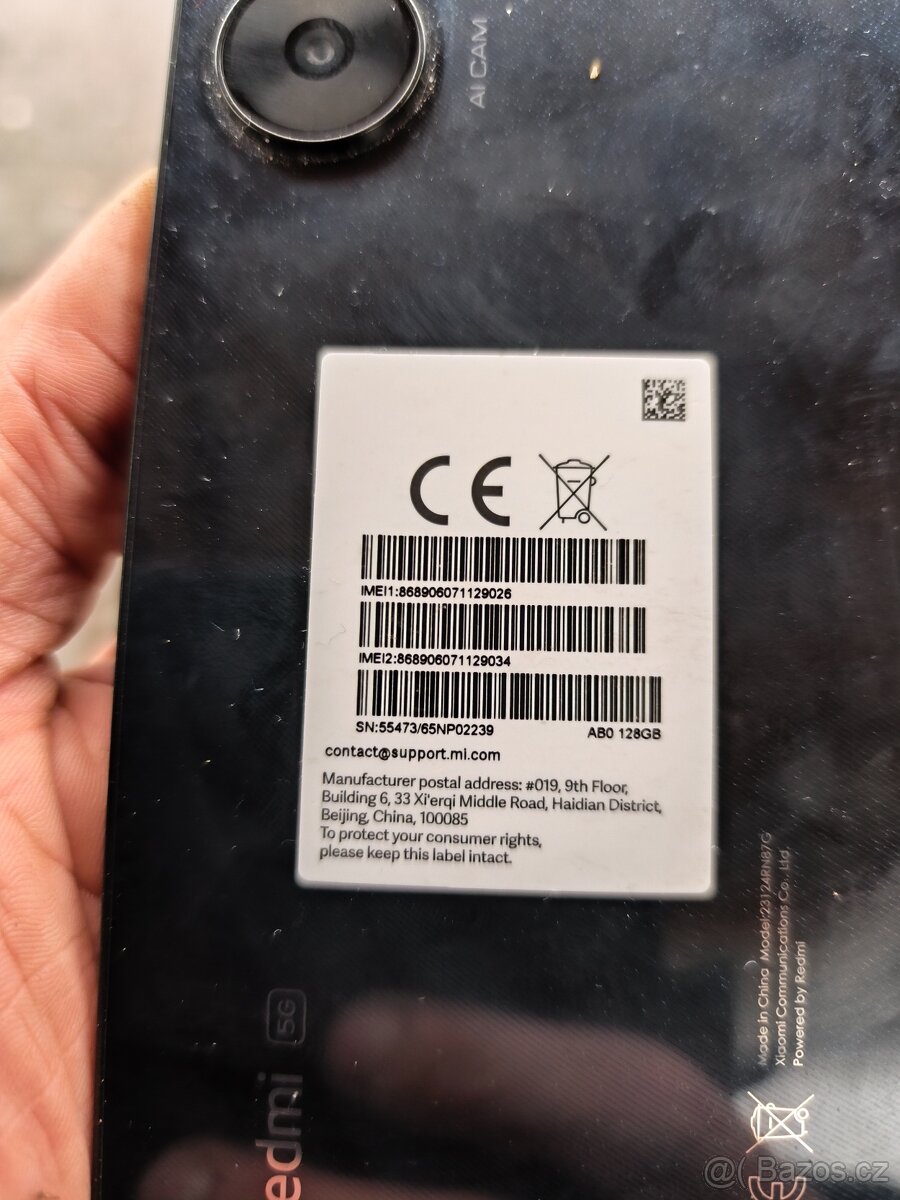 AI CAM
CE
IMEI1:868906071129026
IMEI2:868906071129034
SN:55473/65NP02239
AB0 128GB
contact@support.mi.com
Manufacturer postal address: #019, 9th Floor,
Building 6, 33 Xi'erqi Middle Road, Haidian District,
Beijing, China, 100085
To protect your consumer rights,
please keep this label intact.
Made in China Model:23124RN87G
Xiaomi Communications Co., Ltd.
Powered by Redmi
edmi 5G
@ Bazos.cz